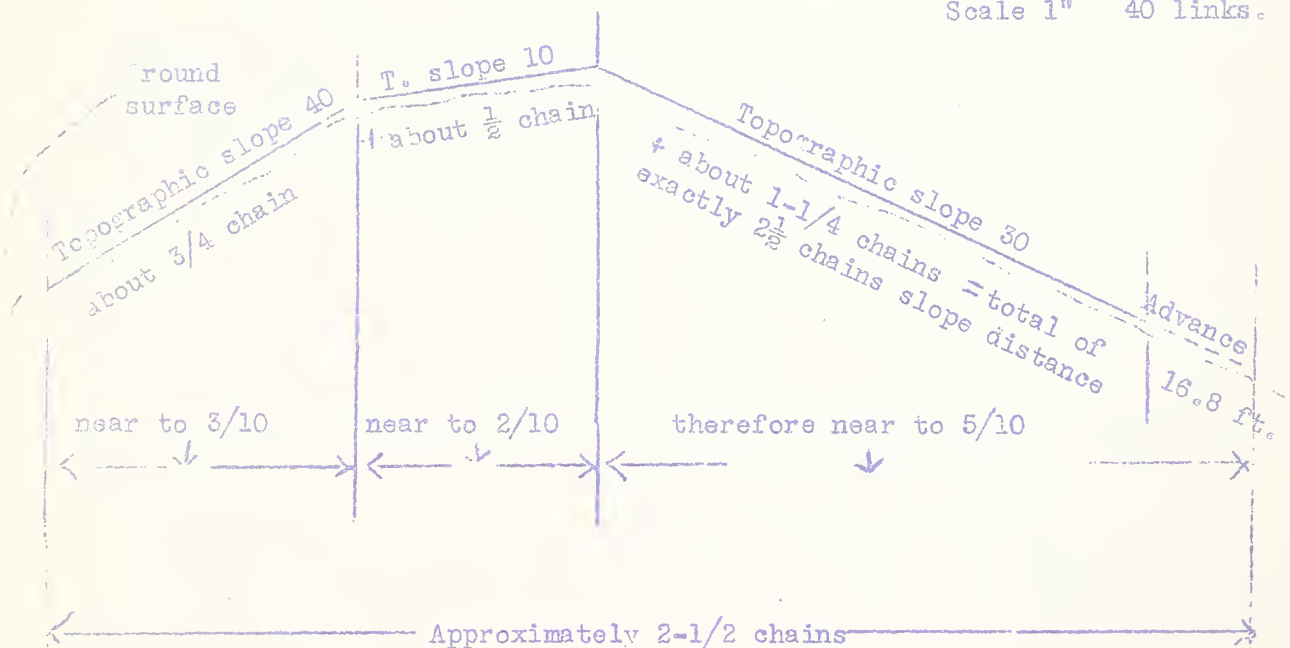 Scale 1" 40 links.
round
surface
Topographic slope 40
about 3/4 chain
T. slope 10
+ about 1/2 chain
Topographic slope 30
+ about 1-1/4 chains = total of
exactly 2 1/2 chains slope distance
Advance
16.8 ft.
near to 3/10
near to 2/10
therefore near to 5/10
Approximately 2-1/2 chains